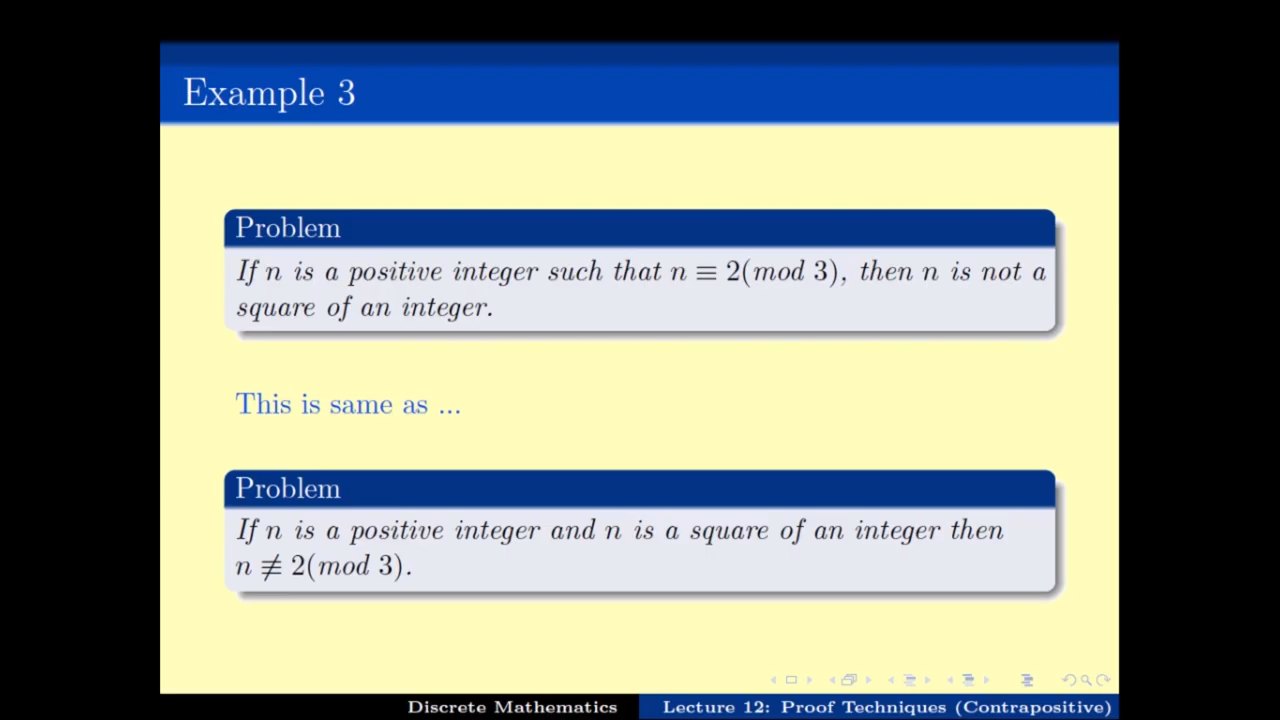 Example 3
Problem
If n is a positive integer such that n ≡ 2(mod 3), then n is not a
square of an integer.
This is same as ...
Problem
If n is a positive integer and n is a square of an integer then
n ≢ 2(mod 3).
Discrete Mathematics
Lecture 12: Proof Techniques (Contrapositive)